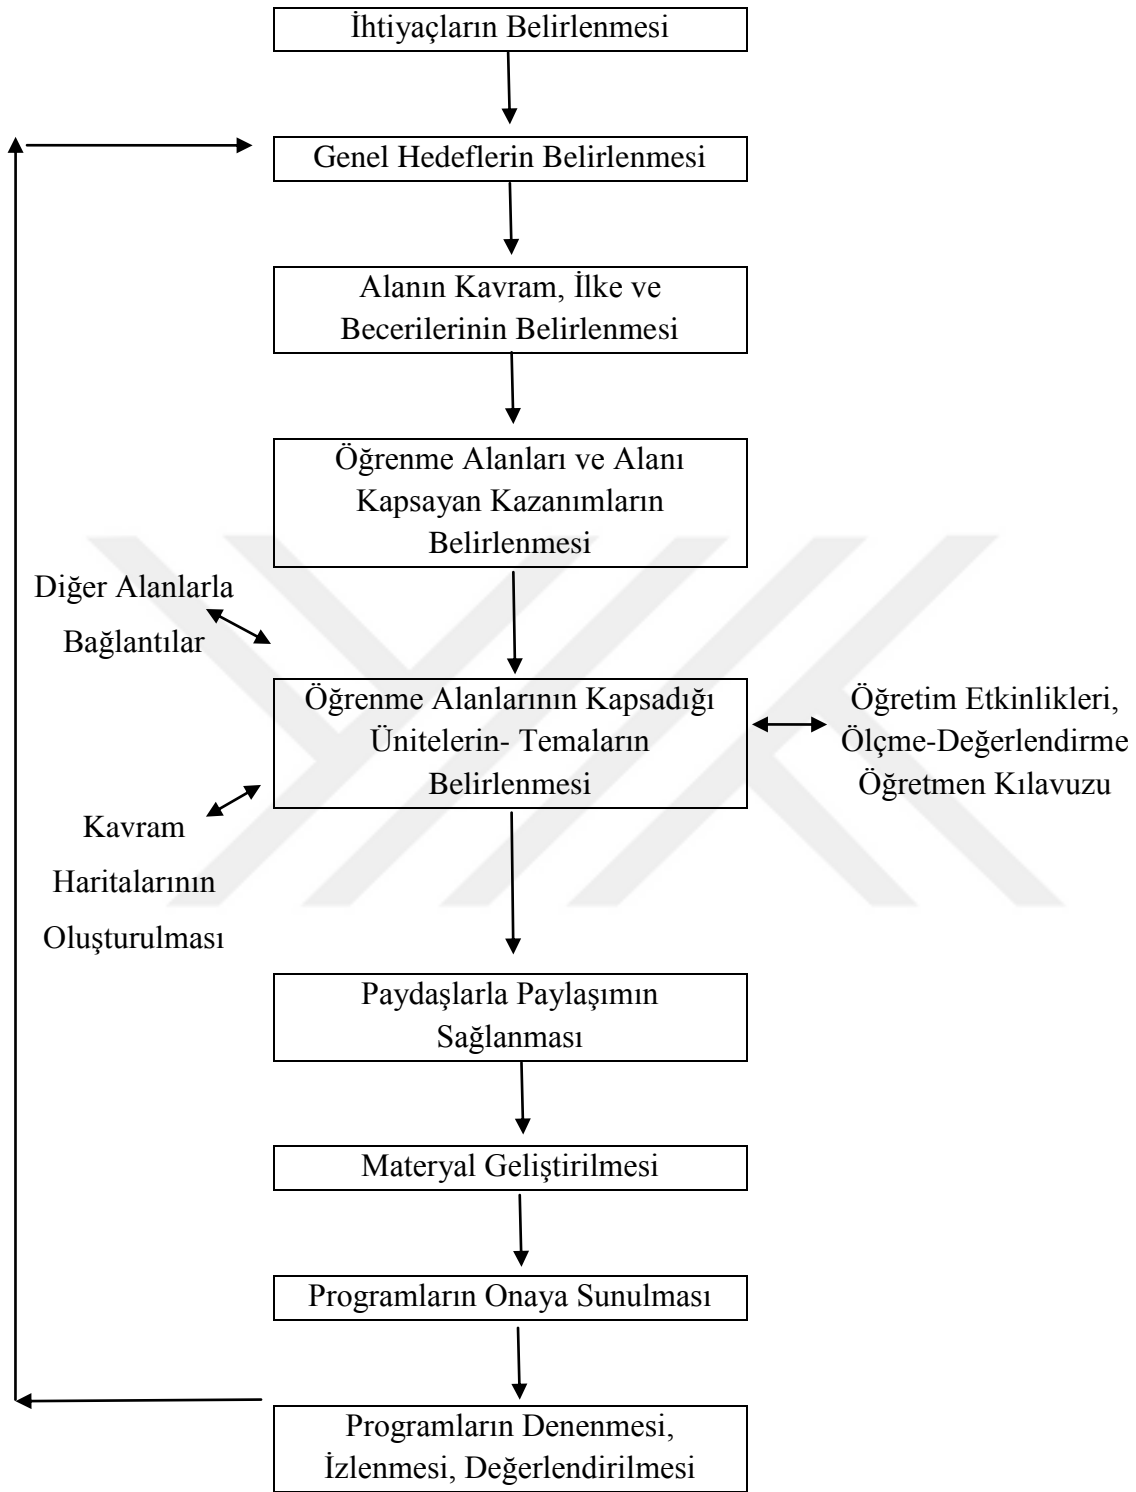 İhtiyaçların Belirlenmesi
Genel Hedeflerin Belirlenmesi
Alanın Kavram, İlke ve
Becerilerinin Belirlenmesi
Öğrenme Alanları ve Alanı
Kapsayan Kazanımların
Belirlenmesi
Diğer Alanlarla
Bağlantılar
Öğrenme Alanlarının Kapsadığı
Ünitelerin- Temaların
Belirlenmesi
Öğretim Etkinlikleri,
Ölçme-Değerlendirme
Öğretmen Kılavuzu
Kavram
Haritalarının
Oluşturulması
Paydaşlarla Paylaşımın
Sağlanması
Materyal Geliştirilmesi
Programların Onaya Sunulması
Programların Denenmesi,
İzlenmesi, Değerlendirilmesi